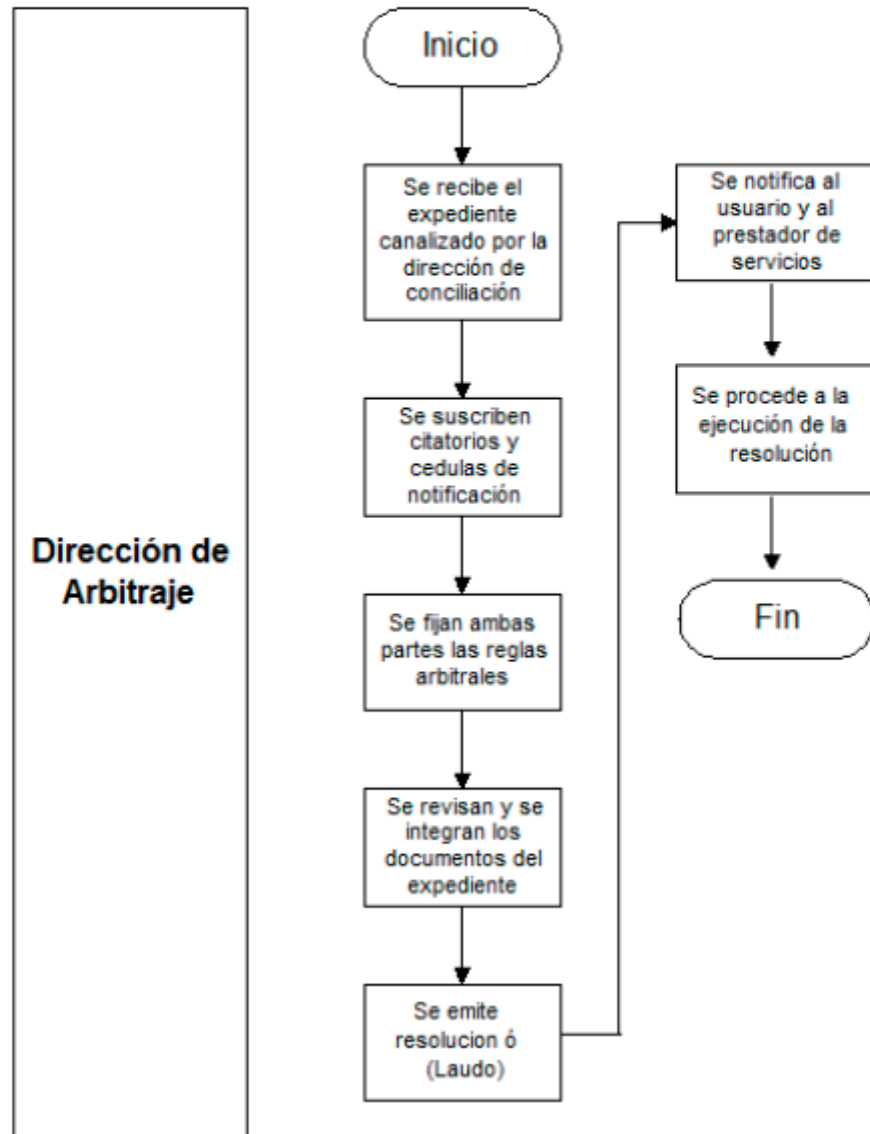 Dirección de
Arbitraje
Inicio
Se recibe el
expediente
canalizado por la
dirección de
conciliación
Se suscriben
citatorios y
cedulas de
notificación
Se fijan ambas
partes las reglas
arbitrales
Se revisan y se
integran los
documentos del
expediente
Se emite
resolucion ó
(Laudo)
Se notifica al
usuario y al
prestador de
servicios
Se procede a la
ejecución de la
resolución
Fin